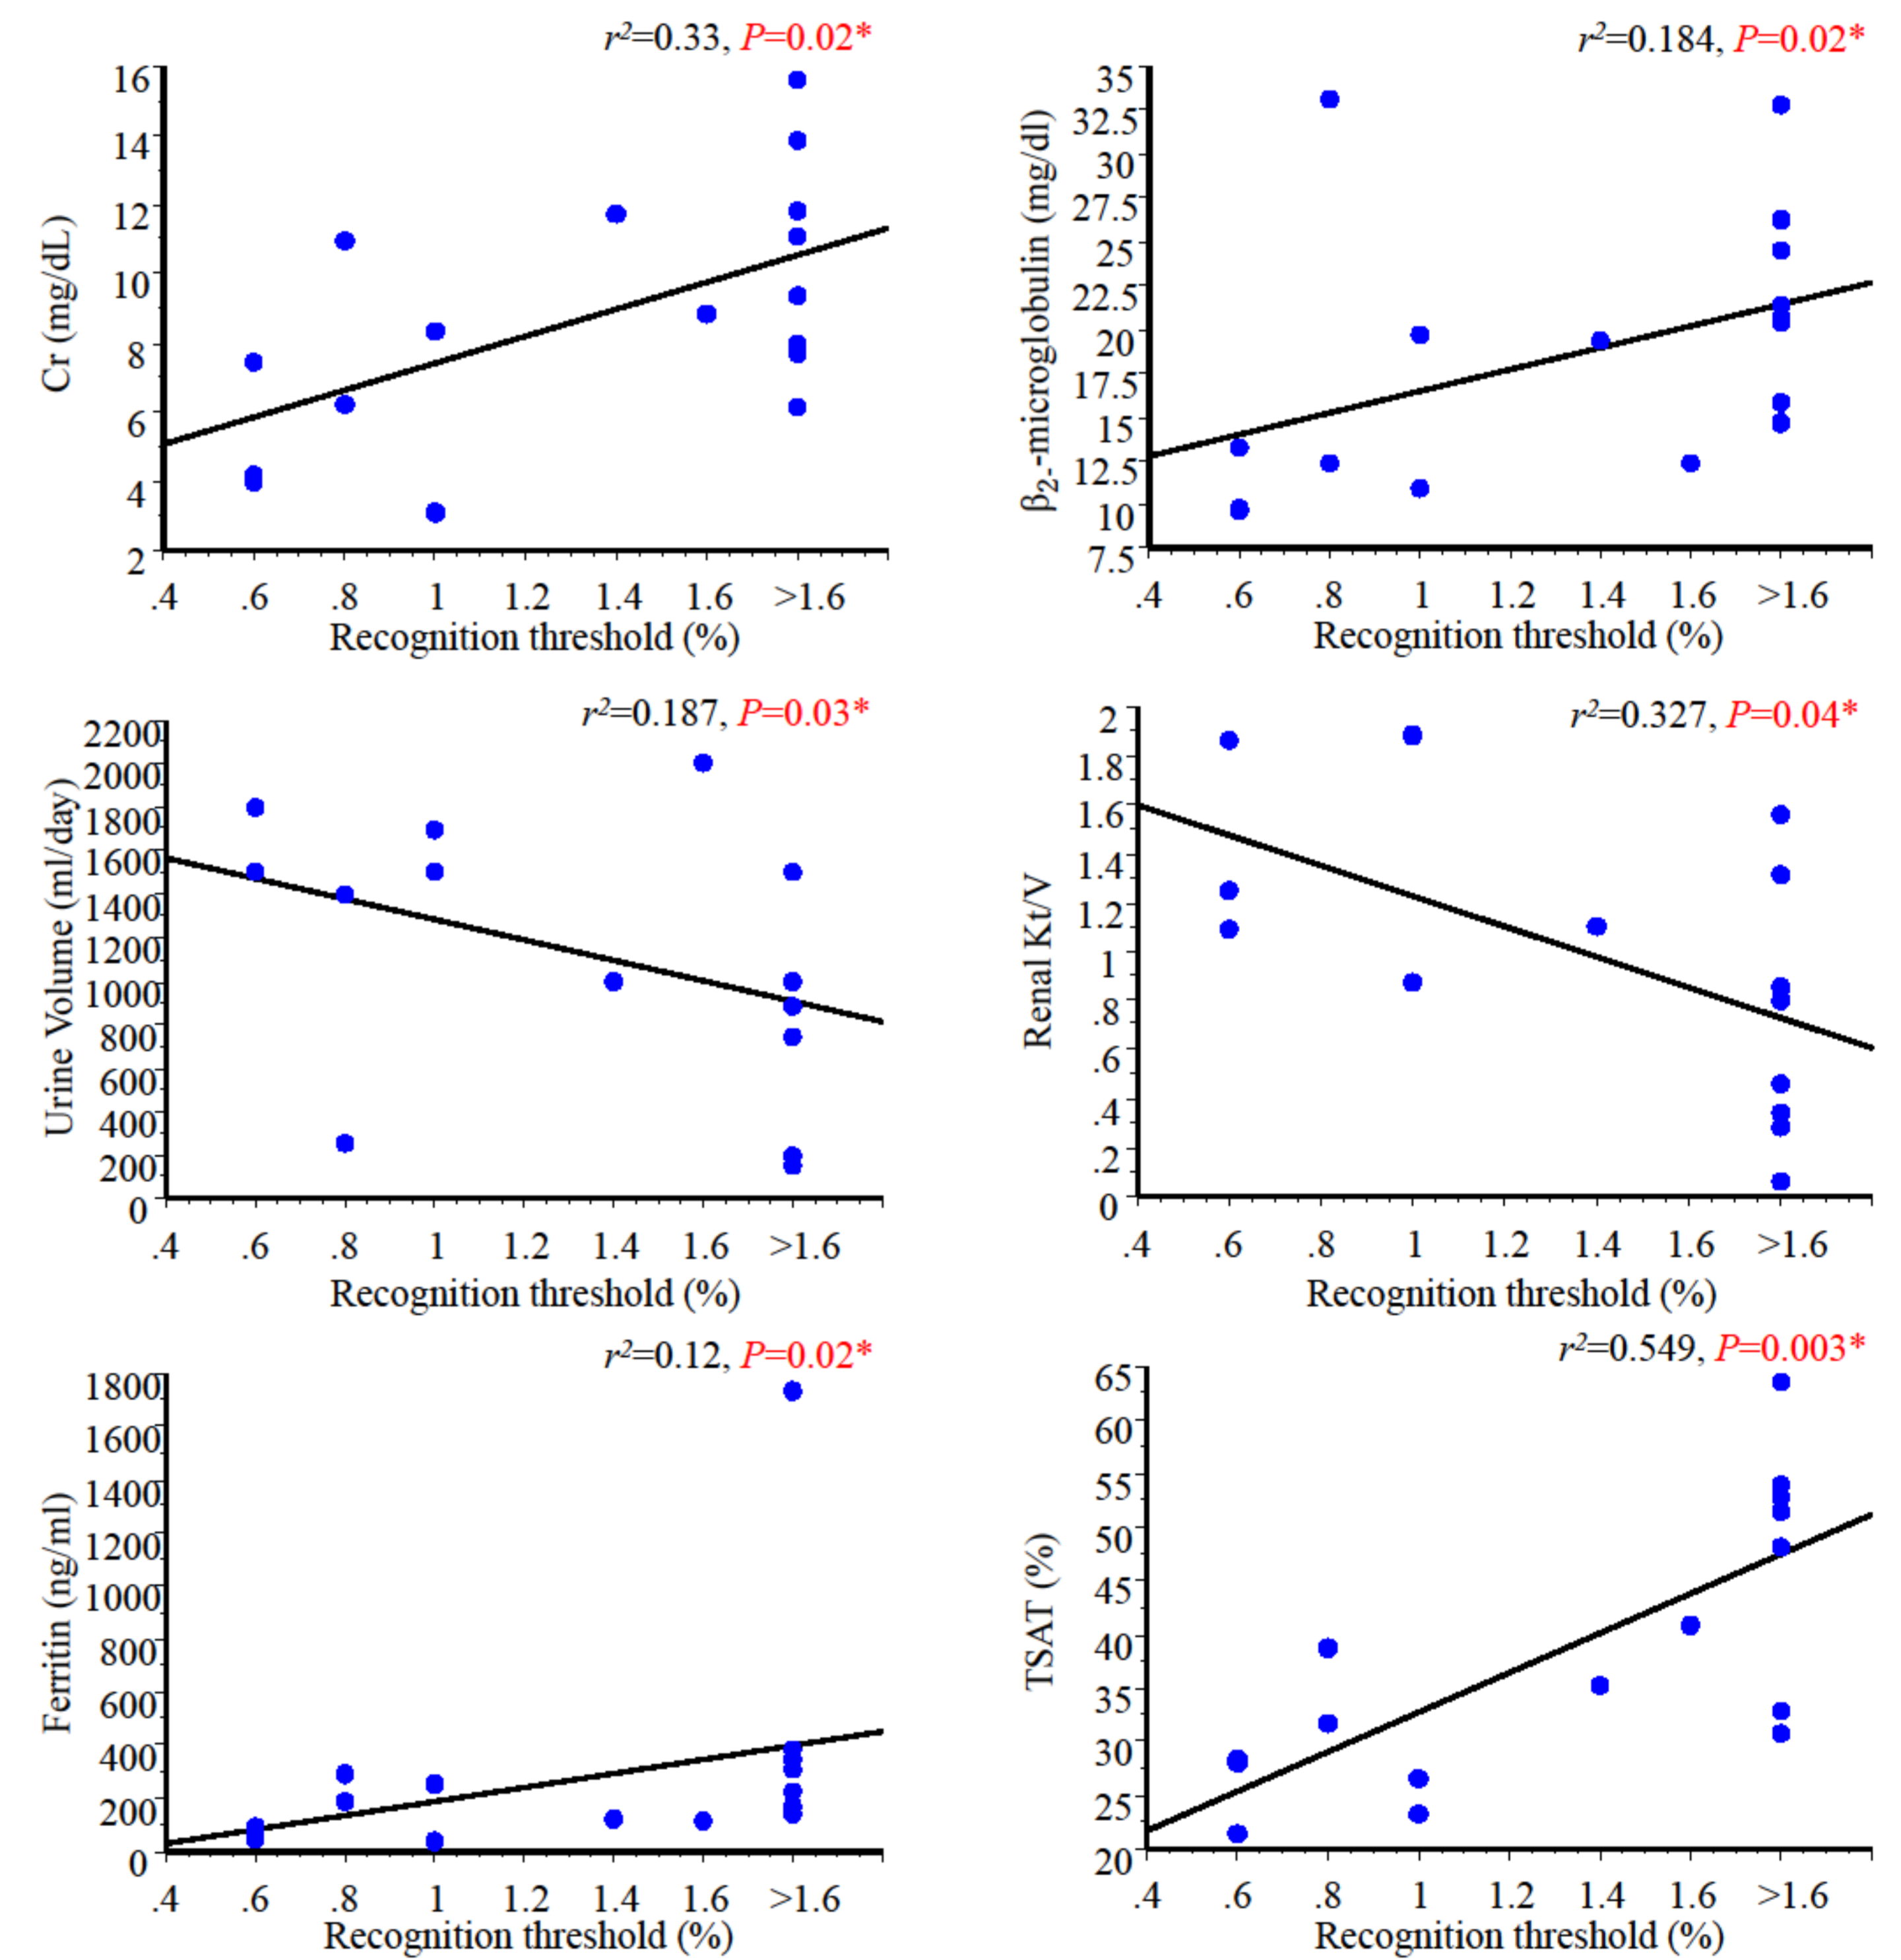 r²=0.33, P=0.02*
16
14
12
10
8
6
4
2
Cr (mg/dL)
.4 .6 .8 1 1.2 1.4 1.6 >1.6
Recognition threshold (%)
r²=0.184, P=0.02*
35
32.5
30
27.5
25
22.5
20
17.5
15
12.5
10
7.5
β₂--microglobulin (mg/dl)
.4 .6 .8 1 1.2 1.4 1.6 >1.6
Recognition threshold (%)
r²=0.187, P=0.03*
2200
2000
1800
1600
1400
1200
1000
800
600
400
200
0
Urine Volume (ml/day)
.4 .6 .8 1 1.2 1.4 1.6 >1.6
Recognition threshold (%)
r²=0.327, P=0.04*
2
1.8
1.6
1.4
1.2
1
.8
.6
.4
.2
0
Renal Kt/V
.4 .6 .8 1 1.2 1.4 1.6 >1.6
Recognition threshold (%)
r²=0.12, P=0.02*
1800
1600
1400
1200
1000
800
600
400
200
0
Ferritin (ng/ml)
.4 .6 .8 1 1.2 1.4 1.6 >1.6
Recognition threshold (%)
r²=0.549, P=0.003*
65
60
55
50
45
40
35
30
25
20
TSAT (%)
.4 .6 .8 1 1.2 1.4 1.6 >1.6
Recognition threshold (%)